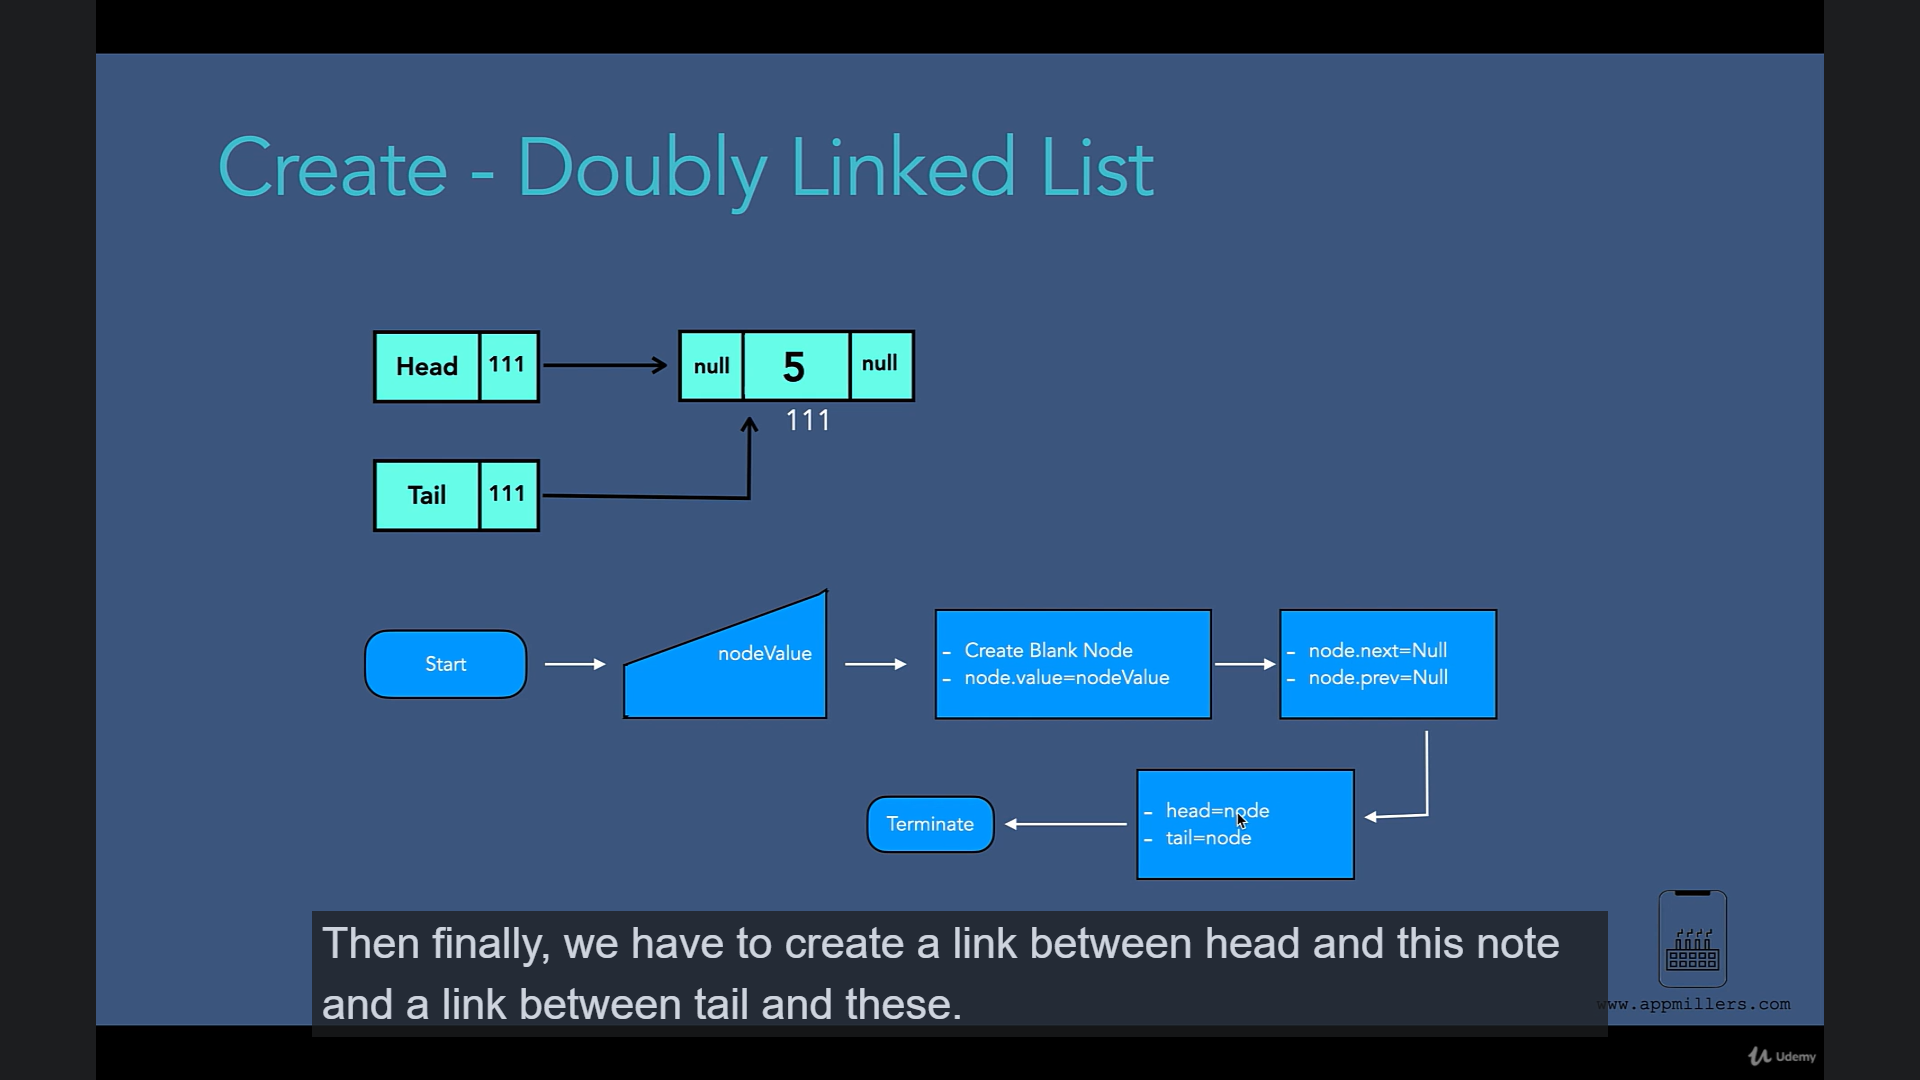 Create - Doubly Linked List
Head 111
null 5 null
111
Tail 111
Start
nodeValue
- Create Blank Node
- node.value=nodeValue
- node.next=Null
- node.prev=Null
- head=node
- tail=node
Terminate
Then finally, we have to create a link between head and this note
and a link between tail and these.
www.appmillers.com
Udemy